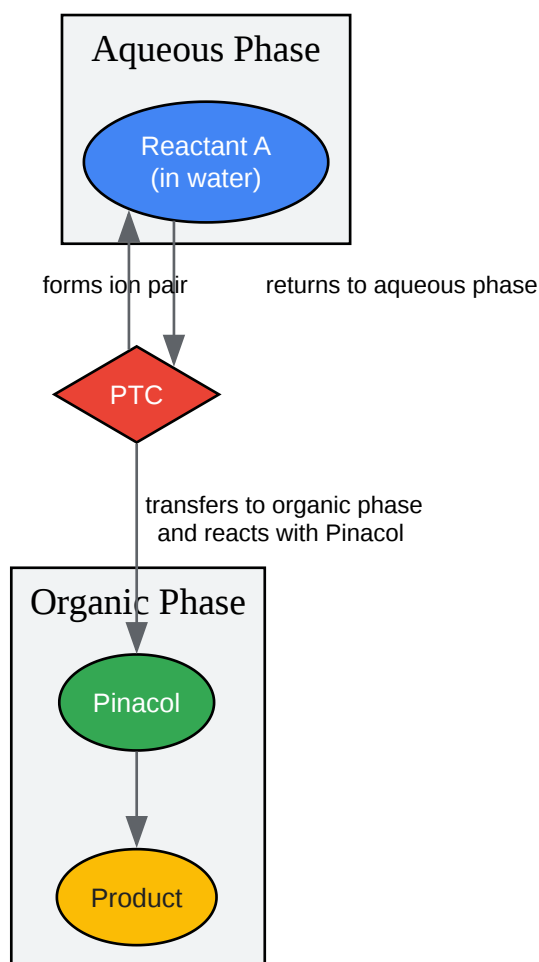 Aqueous Phase
Reactant A
(in water)
forms ion pair
returns to aqueous phase
PTC
transfers to organic phase
and reacts with Pinacol
Organic Phase
Pinacol
Product